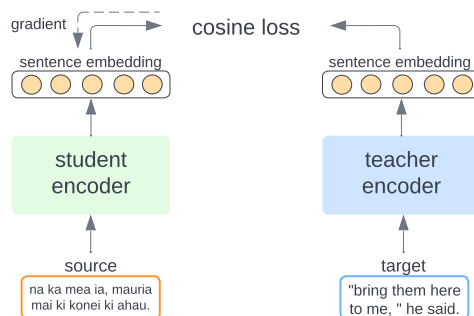 gradient
cosine loss
sentence embedding
sentence embedding
student
encoder
teacher
encoder
source
target
na ka mea ia, mauria
mai ki konei ki ahau.
"bring them here
to me, " he said.